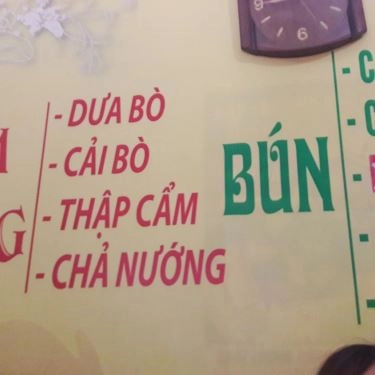 - DƯA BÒ
- CẢI BÒ
- THẬP CẨM
- CHẢ NƯỚNG
BÚN